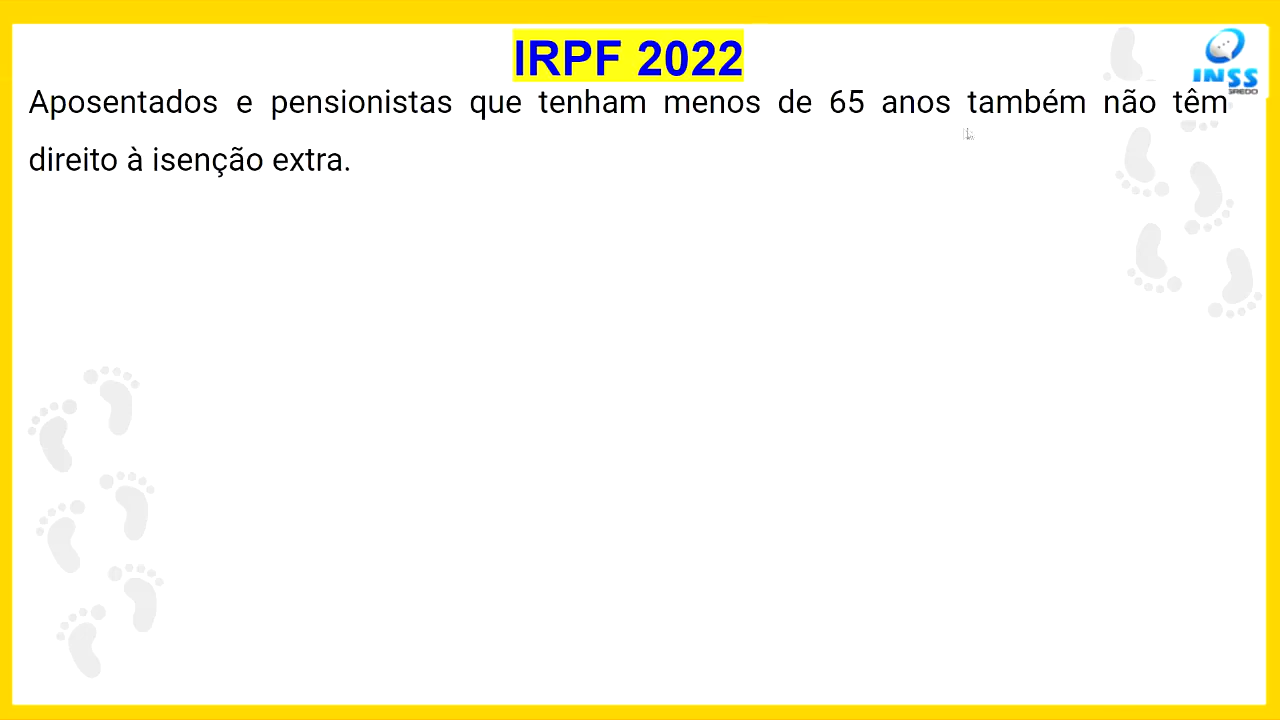 IRPF 2022
INSS
Aposentados e pensionistas que tenham menos de 65 anos também não têm
direito à isenção extra.